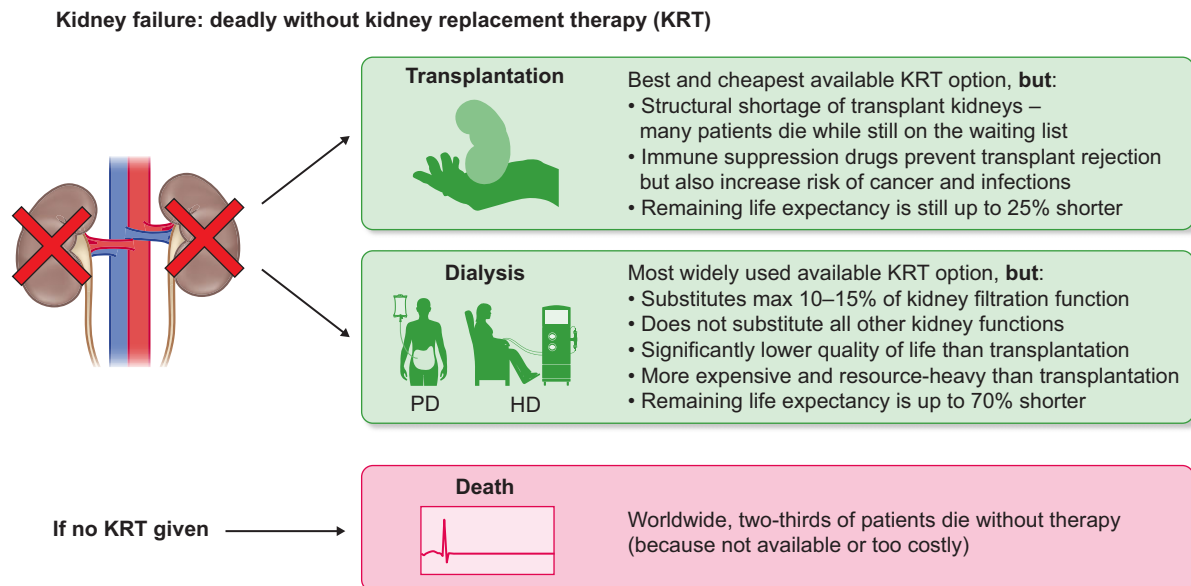 Kidney failure: deadly without kidney replacement therapy (KRT)
Transplantation
Best and cheapest available KRT option, but:
• Structural shortage of transplant kidneys –
many patients die while still on the waiting list
• Immune suppression drugs prevent transplant rejection
but also increase risk of cancer and infections
• Remaining life expectancy is still up to 25% shorter
Dialysis
PD
HD
Most widely used available KRT option, but:
• Substitutes max 10–15% of kidney filtration function
• Does not substitute all other kidney functions
• Significantly lower quality of life than transplantation
• More expensive and resource-heavy than transplantation
• Remaining life expectancy is up to 70% shorter
If no KRT given
Death
Worldwide, two-thirds of patients die without therapy
(because not available or too costly)